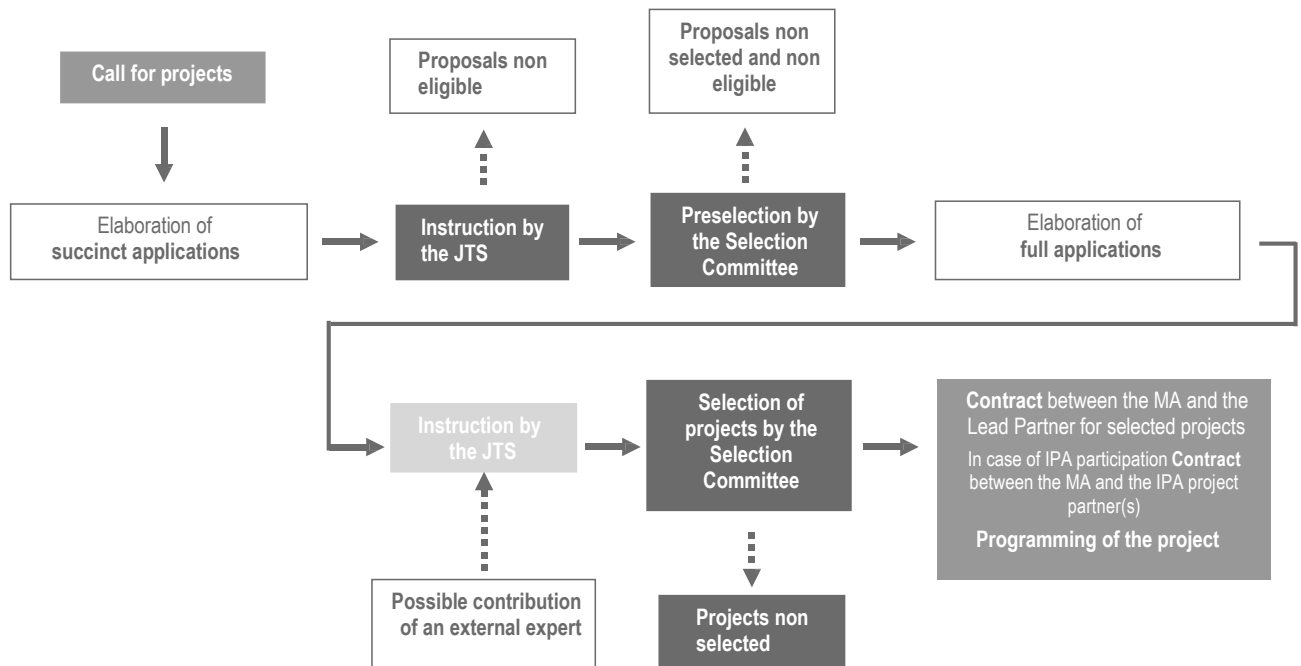 Call for projects
Proposals non
eligible
Proposals non
selected and non
eligible
Elaboration of
succinct applications
Instruction by
the JTS
Preselection by
the Selection
Committee
Elaboration of
full applications
Instruction by
the JTS
Selection of
projects by the
Selection
Committee
Contract between the MA and the
Lead Partner for selected projects
In case of IPA participation Contract
between the MA and the IPA project
partner(s)
Programming of the project
Possible contribution
of an external expert
Projects non
selected